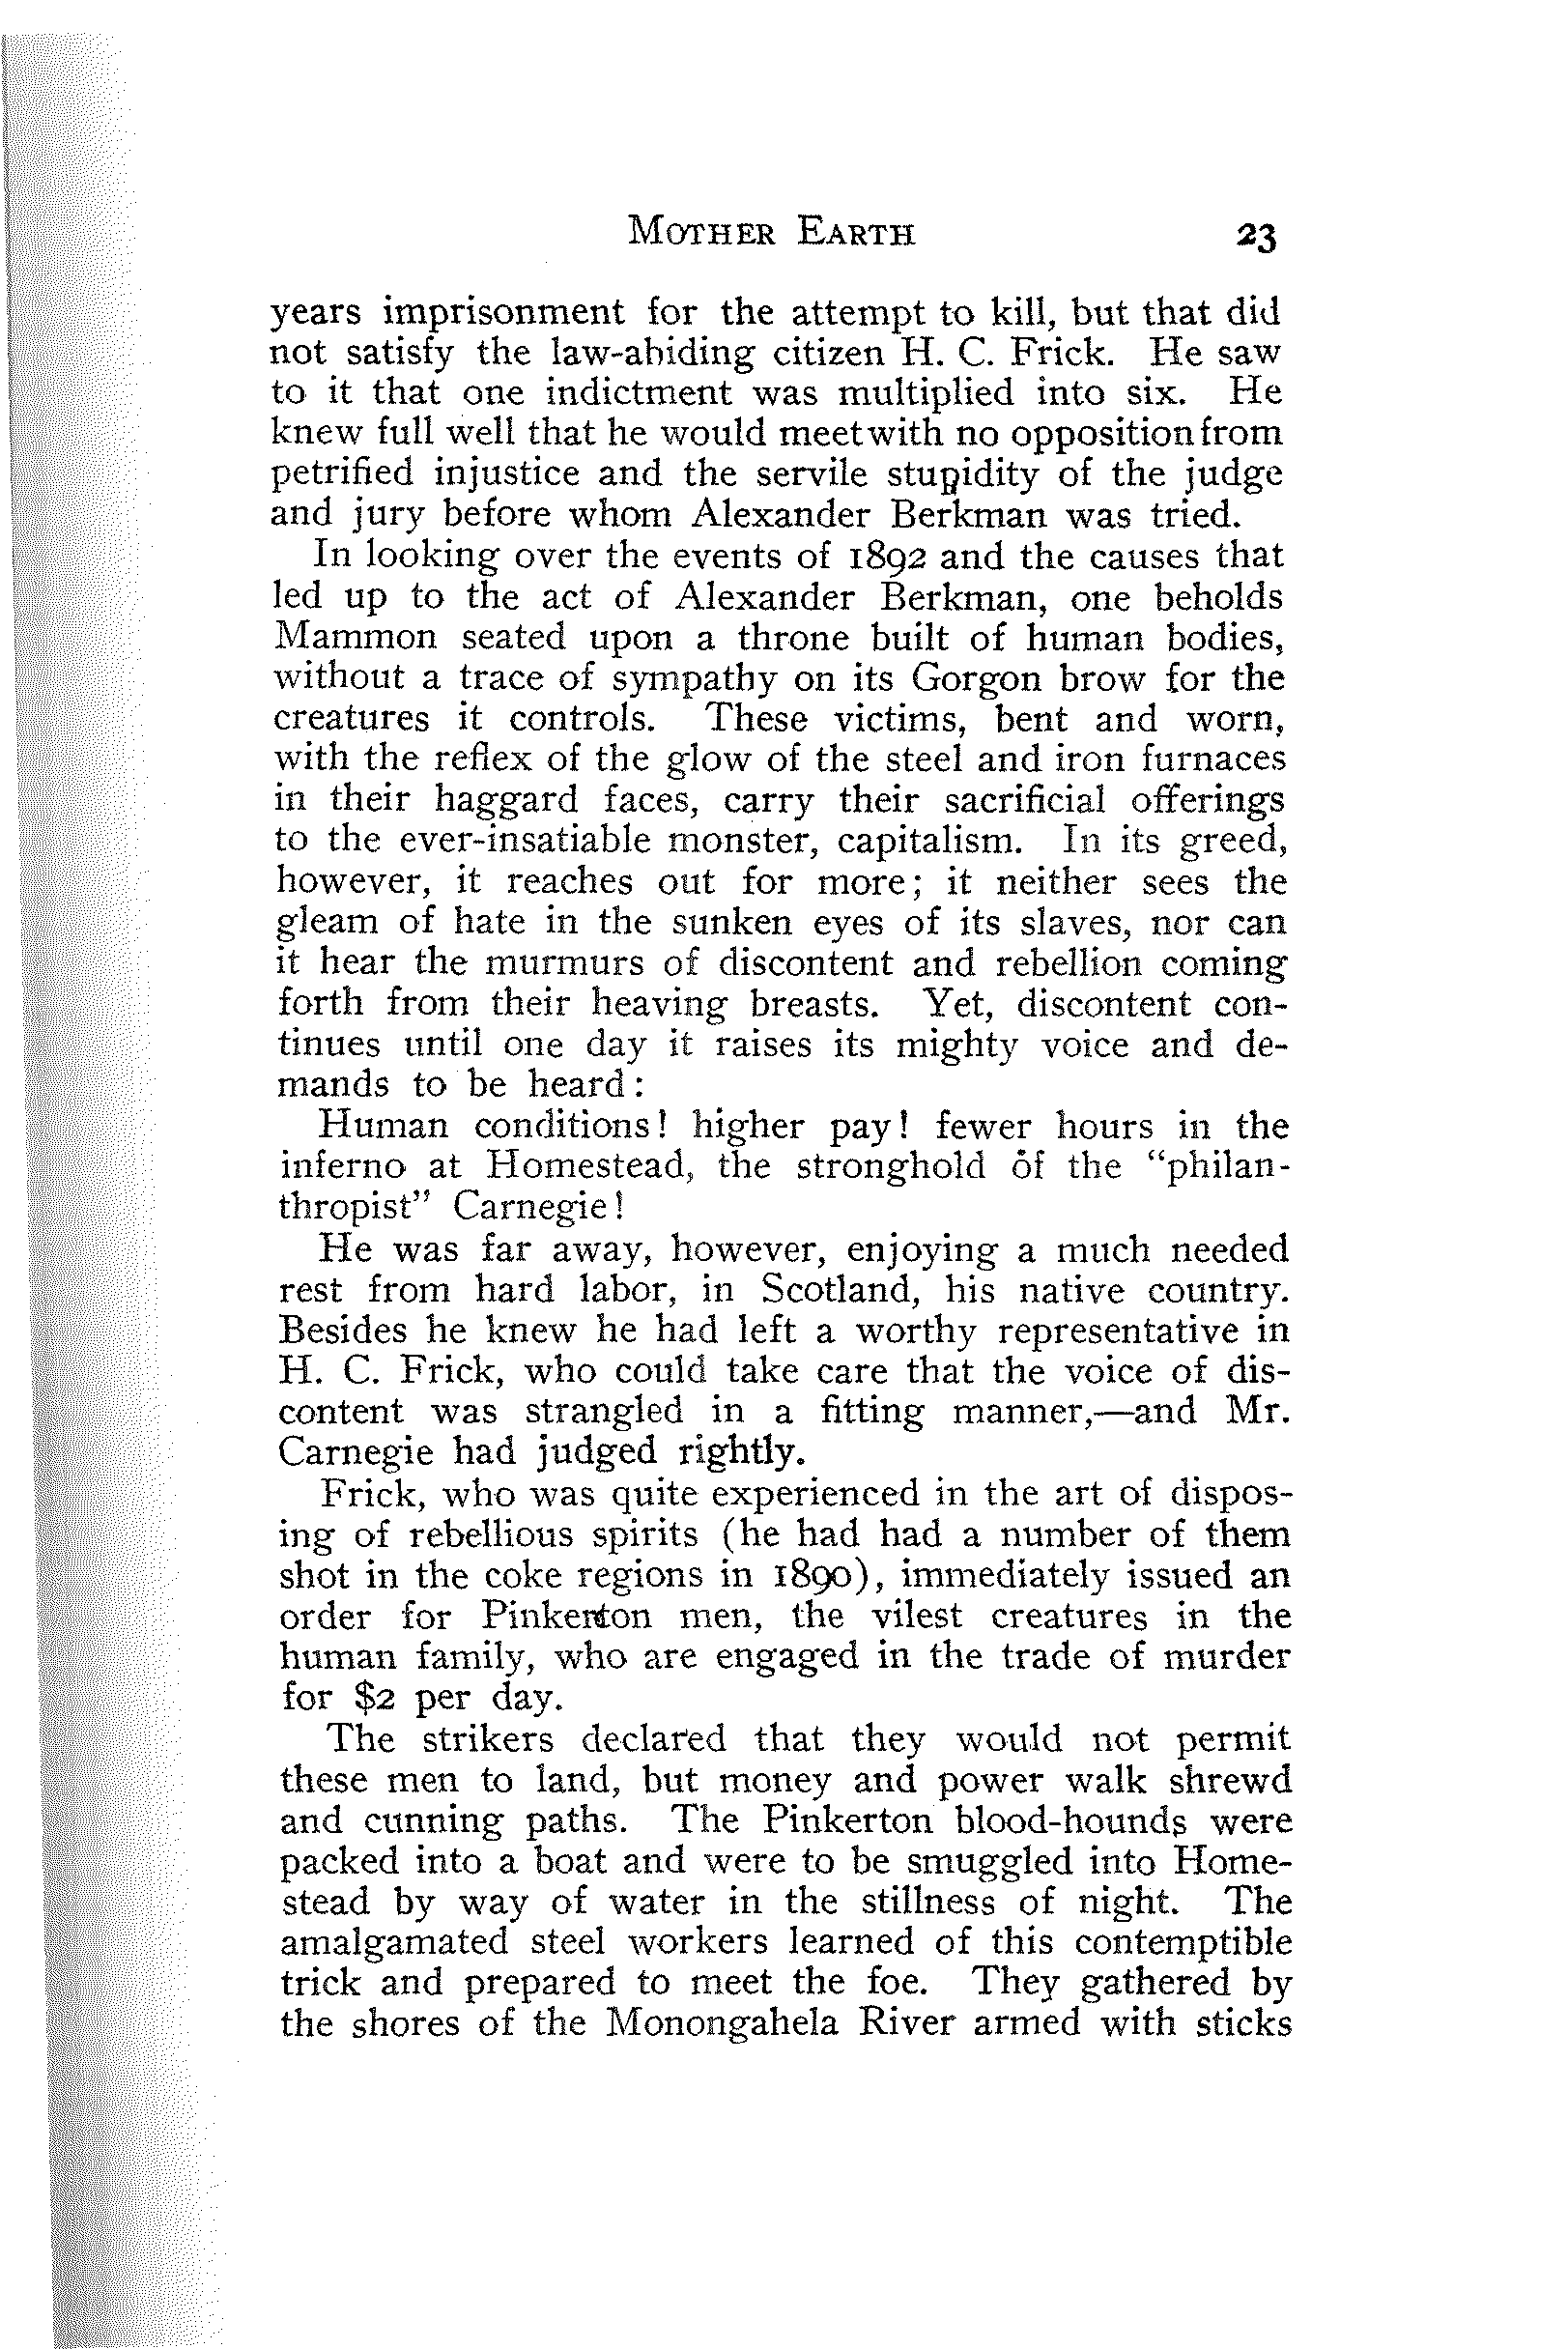 MOTHER EARTH 23
years imprisonment for the attempt to kill, but that did
not satisfy the law-abiding citizen H. C. Frick. He saw
to it that one indictment was multiplied into six. He
knew full well that he would meetwith no opposition from
petrified injustice and the servile stupidity of the judge
and jury before whom Alexander Berkman was tried.
In looking over the events of 1892 and the causes that
led up to the act of Alexander Berkman, one beholds
Mammon seated upon a throne built of human bodies,
without a trace of sympathy on its Gorgon brow for the
creatures it controls. These victims, bent and worn,
with the reflex of the glow of the steel and iron furnaces
in their haggard faces, carry their sacrificial offerings
to the ever-insatiable monster, capitalism. In its greed,
however, it reaches out for more; it neither sees the
gleam of hate in the sunken eyes of its slaves, nor can
it hear the murmurs of discontent and rebellion coming
forth from their heaving breasts. Yet, discontent con-
tinues until one day it raises its mighty voice and de-
mands to be heard:
Human conditions! higher pay! fewer hours in the
inferno at Homestead, the stronghold of the "philan-
thropist" Carnegie!
He was far away, however, enjoying a much needed
rest from hard labor, in Scotland, his native country.
Besides he knew he had left a worthy representative in
H. C. Frick, who could take care that the voice of dis-
content was strangled in a fitting manner,—and Mr.
Carnegie had judged rightly.
Frick, who was quite experienced in the art of dispos-
ing of rebellious spirits (he had had a number of them
shot in the coke regions in 1890), immediately issued an
order for Pinkerton men, the vilest creatures in the
human family, who are engaged in the trade of murder
for $2 per day.
The strikers declared that they would not permit
these men to land, but money and power walk shrewd
and cunning paths. The Pinkerton blood-hounds were
packed into a boat and were to be smuggled into Home-
stead by way of water in the stillness of night. The
amalgamated steel workers learned of this contemptible
trick and prepared to meet the foe. They gathered by
the shores of the Monongahela River armed with sticks